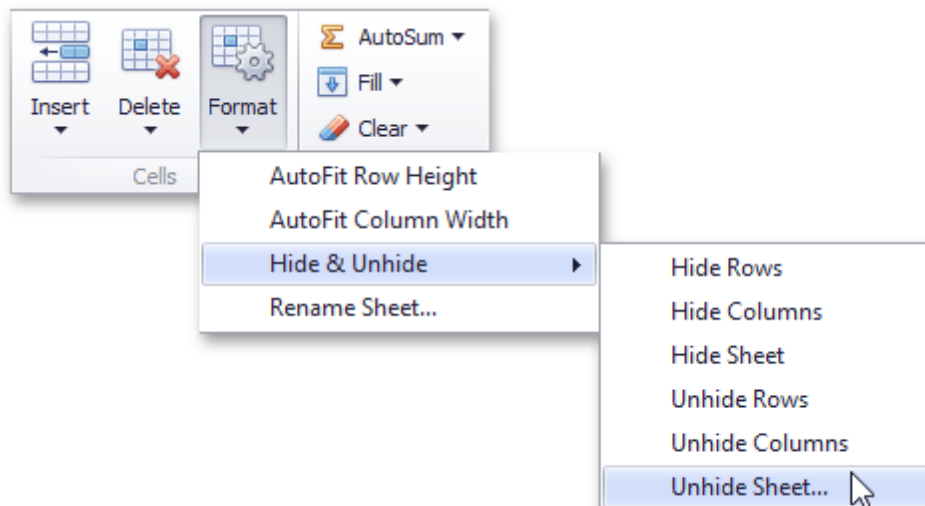 Insert
Delete
Format
AutoSum
Fill
Clear
Cells
AutoFit Row Height
AutoFit Column Width
Hide & Unhide
Rename Sheet...
Hide Rows
Hide Columns
Hide Sheet
Unhide Rows
Unhide Columns
Unhide Sheet...